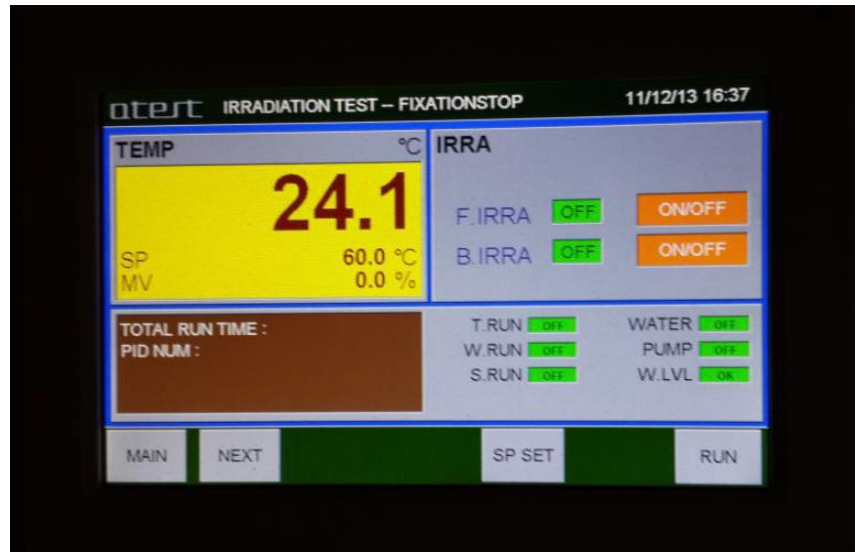 atest IRRADIATION TEST – FIXATIONSTOP 11/12/13 16:37
TEMP °C
24.1
SP 60.0 °C
MV 0.0 %
IRRA
F.IRRA OFF ON/OFF
B.IRRA OFF ON/OFF
TOTAL RUN TIME :
PID NUM :
T.RUN OFF WATER OFF
W.RUN OFF PUMP OFF
S.RUN OFF W.LVL OK
MAIN NEXT SP SET RUN